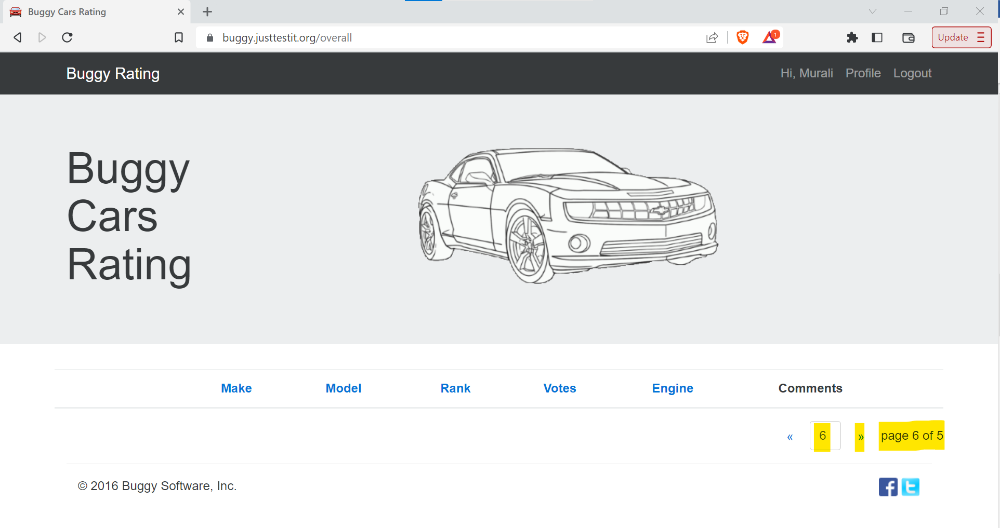 Buggy Cars Rating
buggy.justtestit.org/overall
1
Update
Buggy Rating
Hi, Murali Profile Logout
Buggy
Cars
Rating
Make Model Rank Votes Engine Comments
« 6 » page 6 of 5
© 2016 Buggy Software, Inc.